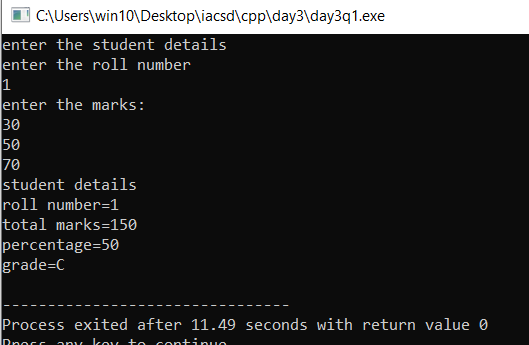 C:\Users\win10\Desktop\iacsd\cpp\day3\day3q1.exe
enter the student details
enter the roll number
1
enter the marks:
30
50
70
student details
roll number=1
total marks=150
percentage=50
grade=C
--------------------------------
Process exited after 11.49 seconds with return value 0
Press any key to continue